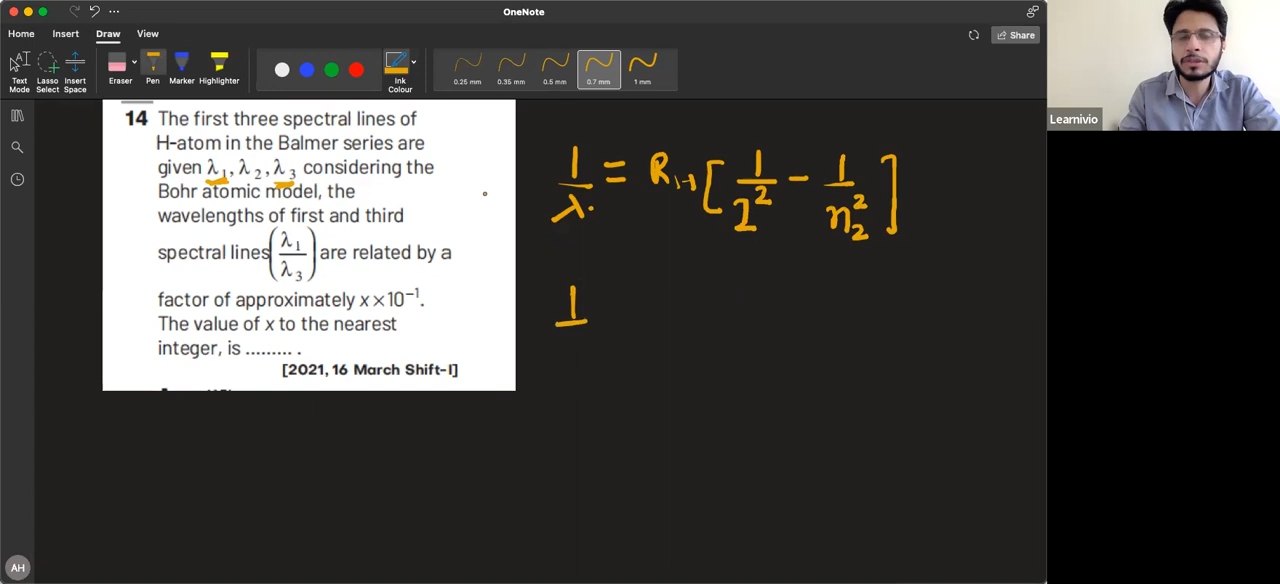 OneNote
Home Insert Draw View
Share
Text Mode
Lasso Select
Insert Space
Eraser
Pen
Marker
Highlighter
Ink Colour
0.25 mm
0.35 mm
0.5 mm
0.7 mm
1 mm
Learnivio
14 The first three spectral lines of
H-atom in the Balmer series are
given λ₁, λ₂, λ₃ considering the
Bohr atomic model, the
wavelengths of first and third
spectral lines (λ₁/λ₃) are related by a
factor of approximately x × 10⁻¹.
The value of x to the nearest
integer, is ......... .
[2021, 16 March Shift-I]
1/λ = R_H [1/2² − 1/n₂²]
1
AH